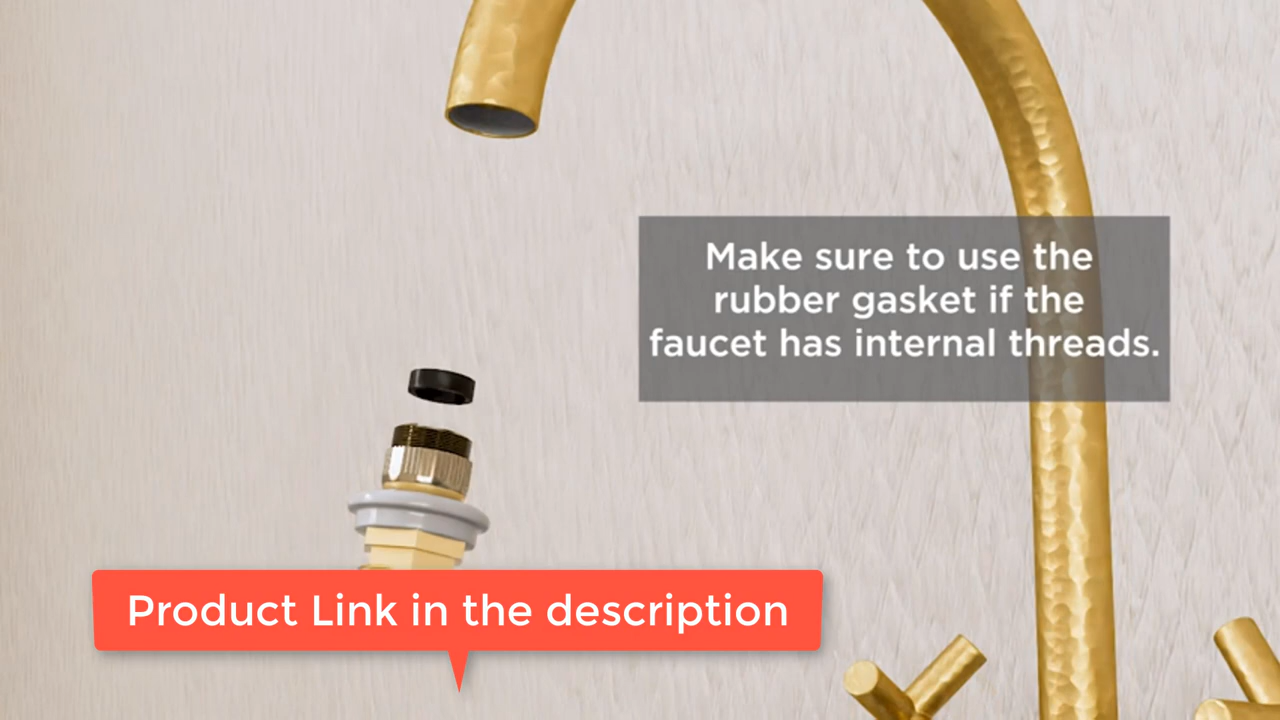 Make sure to use the
rubber gasket if the
faucet has internal threads.
Product Link in the description